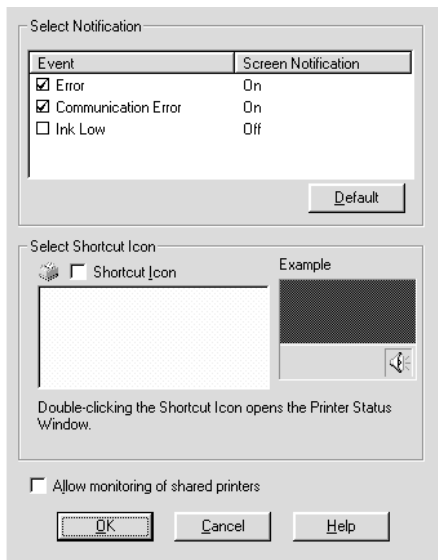 Select Notification
Event Screen Notification
Error On
Communication Error On
Ink Low Off
Default
Select Shortcut Icon
Shortcut Icon
Example
Double-clicking the Shortcut Icon opens the Printer Status
Window.
Allow monitoring of shared printers
OK Cancel Help